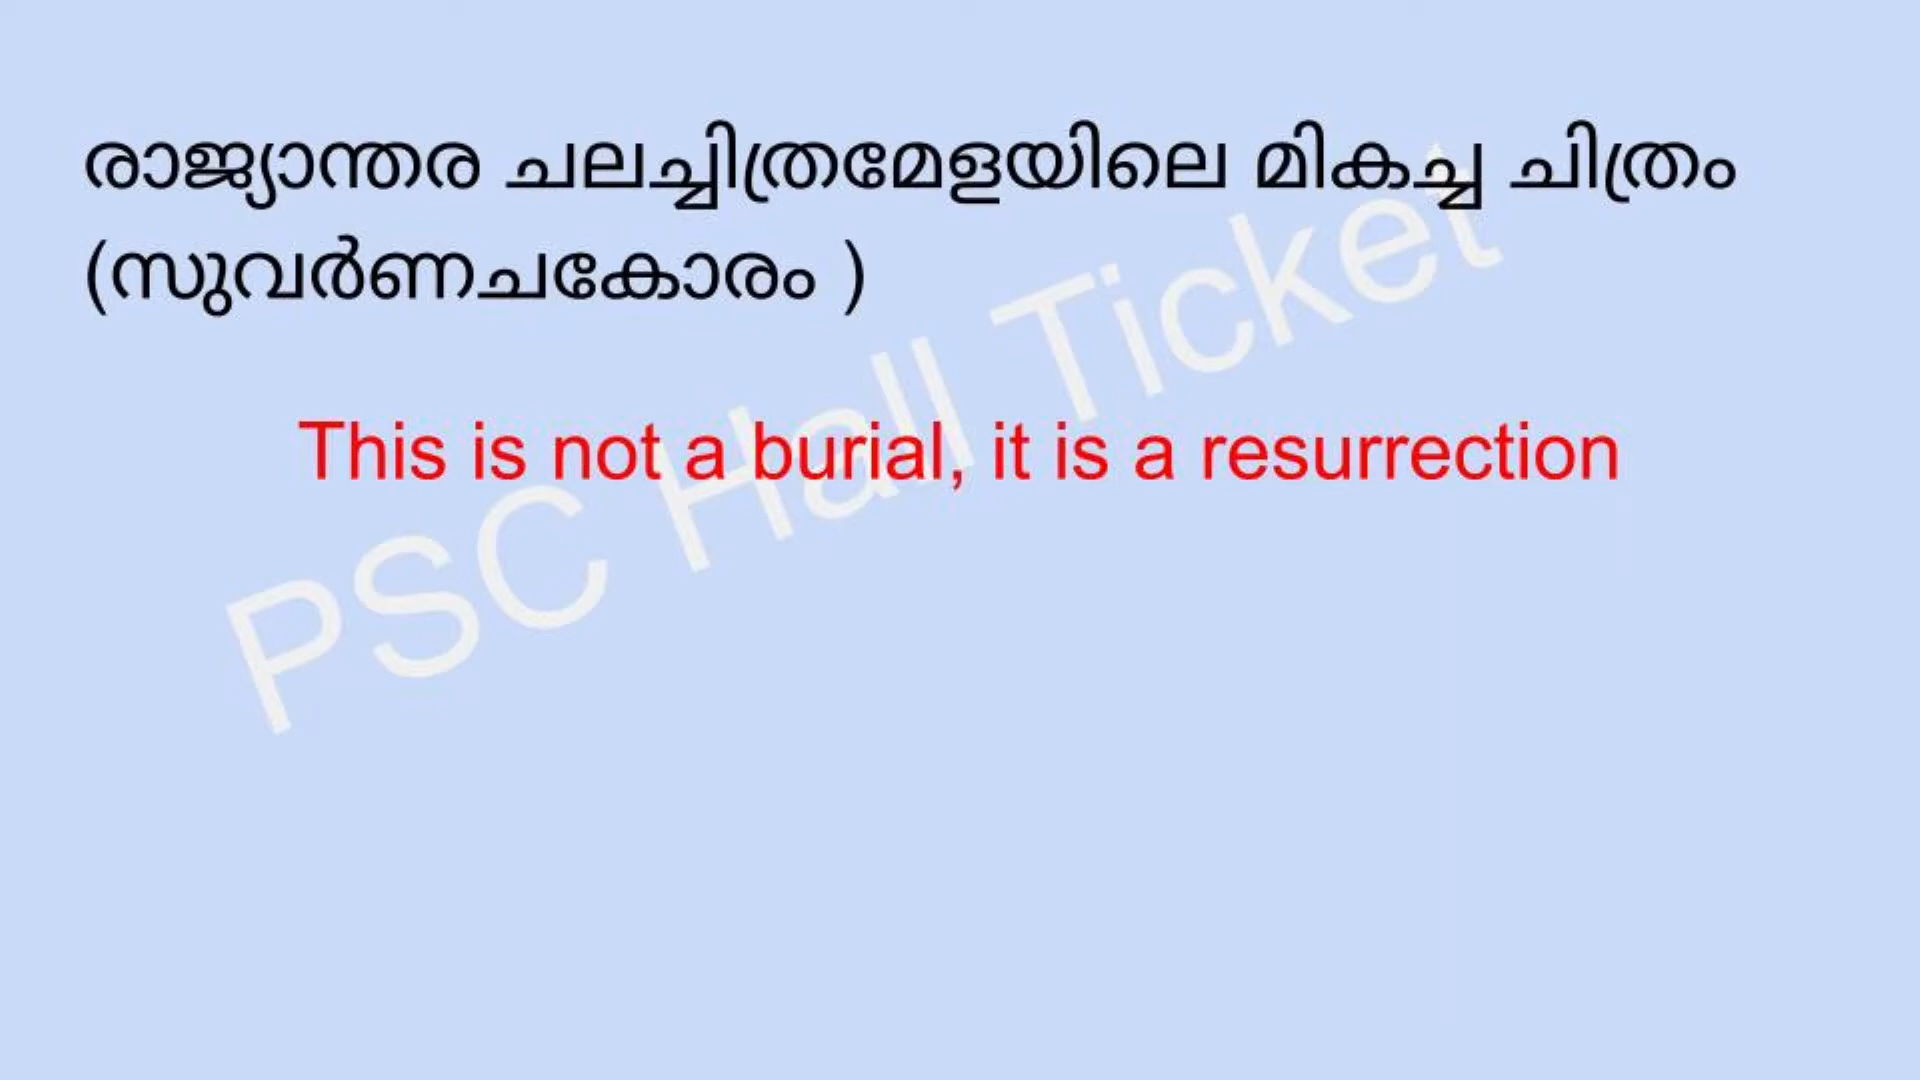 രാജ്യാന്തര ചലച്ചിത്രമേളയിലെ മികച്ച ചിത്രം
(സുവർണചകോരം )
This is not a burial, it is a resurrection
PSC Hall Ticket